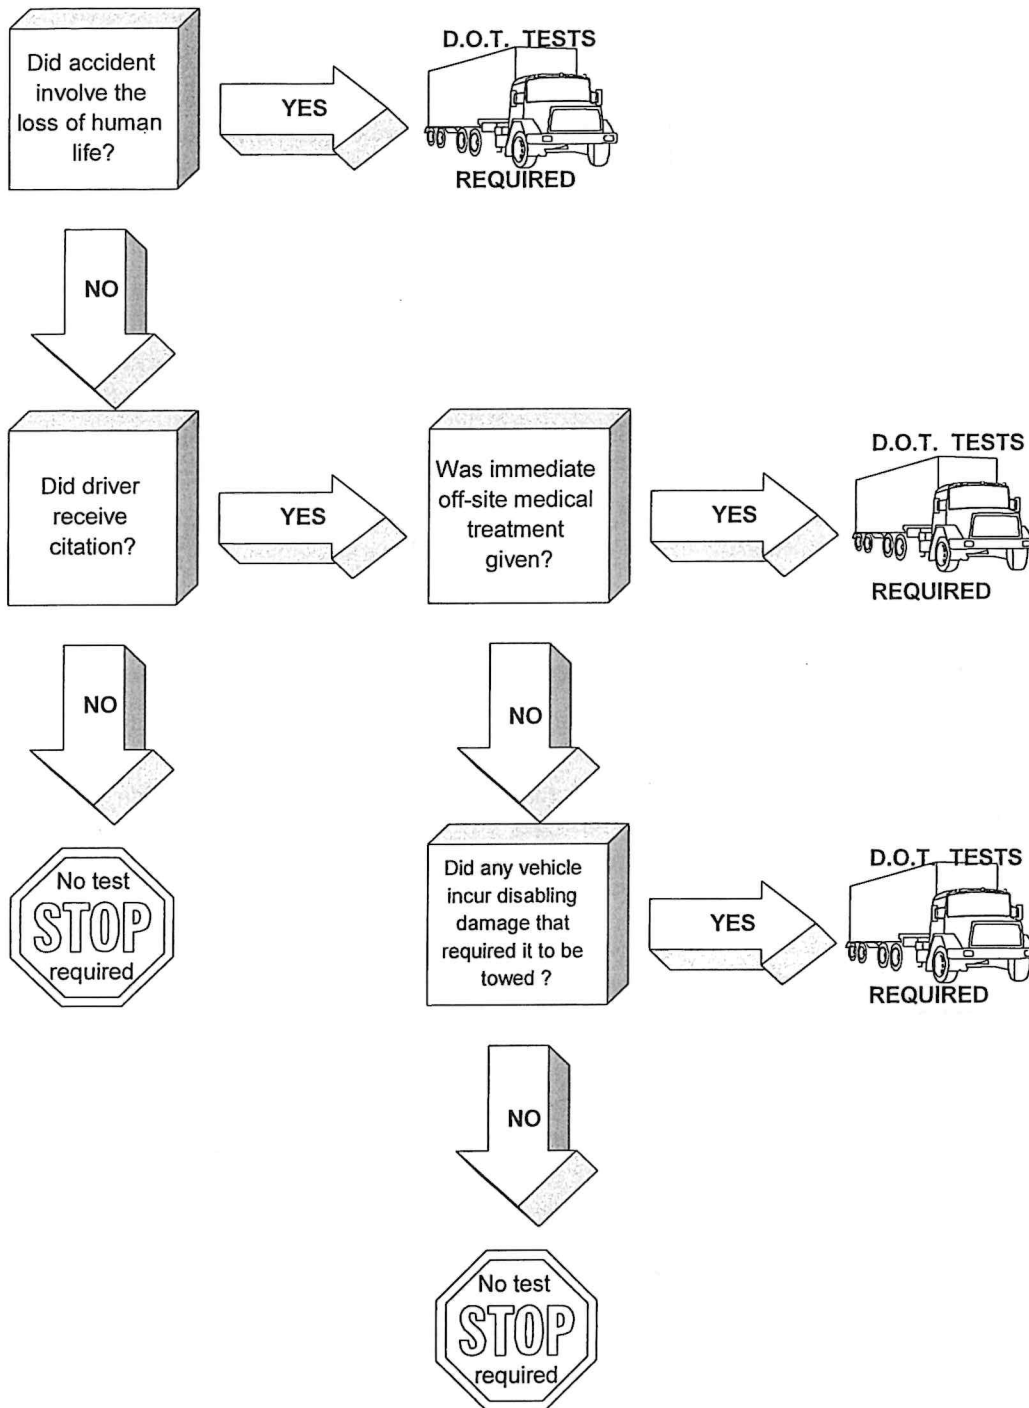 Did accident
involve the
loss of human
life?
YES
D.O.T. TESTS
REQUIRED
NO
Did driver
receive
citation?
YES
Was immediate
off-site medical
treatment
given?
YES
D.O.T. TESTS
REQUIRED
NO
No test
STOP
required
NO
Did any vehicle
incur disabling
damage that
required it to be
towed ?
YES
D.O.T. TESTS
REQUIRED
NO
No test
STOP
required